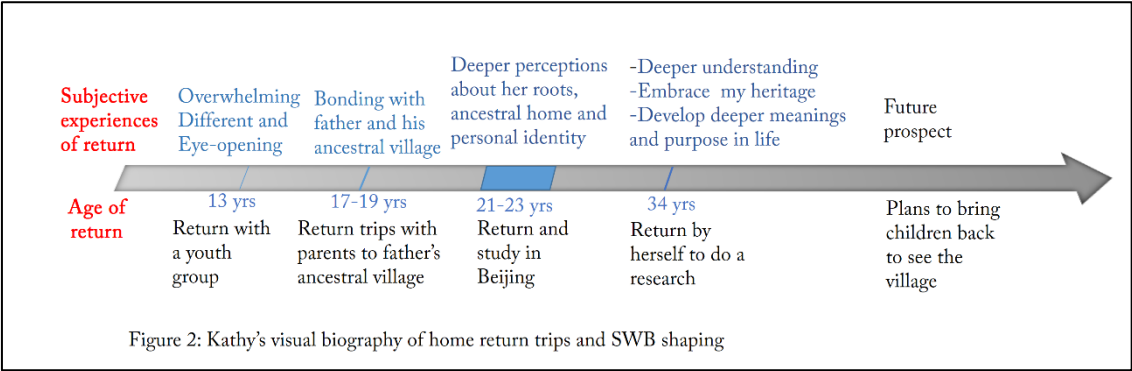 Subjective
experiences
of return
Overwhelming
Different and
Eye-opening
Bonding with
father and his
ancestral village
Deeper perceptions
about her roots,
ancestral home and
personal identity
-Deeper understanding
-Embrace my heritage
-Develop deeper meanings
and purpose in life
Future
prospect
Age of
return
13 yrs
Return with
a youth
group
17-19 yrs
Return trips with
parents to father's
ancestral village
21-23 yrs
Return and
study in
Beijing
34 yrs
Return by
herself to do a
research
Plans to bring
children back
to see the
village
Figure 2: Kathy's visual biography of home return trips and SWB shaping